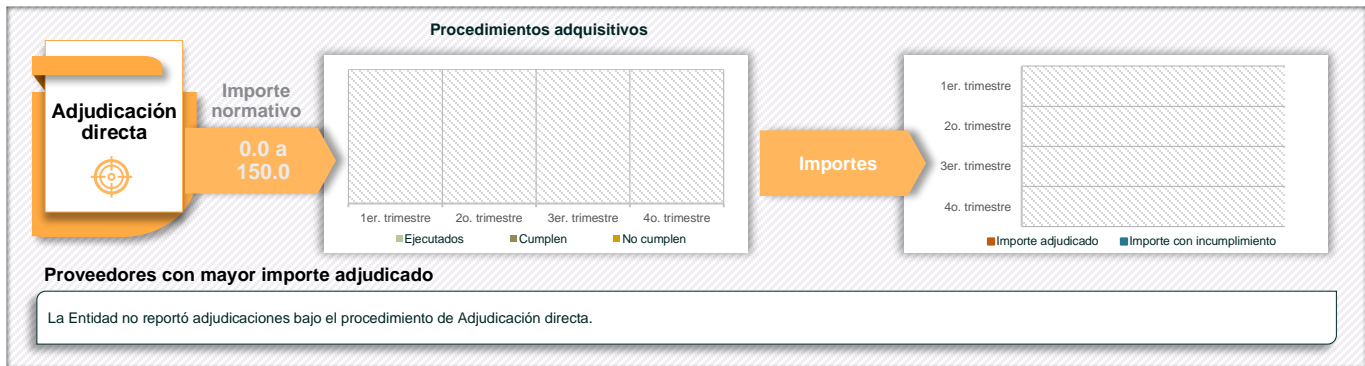 Procedimientos adquisitivos
Adjudicación
directa
Importe
normativo
0.0 a
150.0
1er. trimestre 2o. trimestre 3er. trimestre 4o. trimestre
Ejecutados Cumplen No cumplen
Importes
1er. trimestre
2o. trimestre
3er. trimestre
4o. trimestre
Importe adjudicado Importe con incumplimiento
Proveedores con mayor importe adjudicado
La Entidad no reportó adjudicaciones bajo el procedimiento de Adjudicación directa.